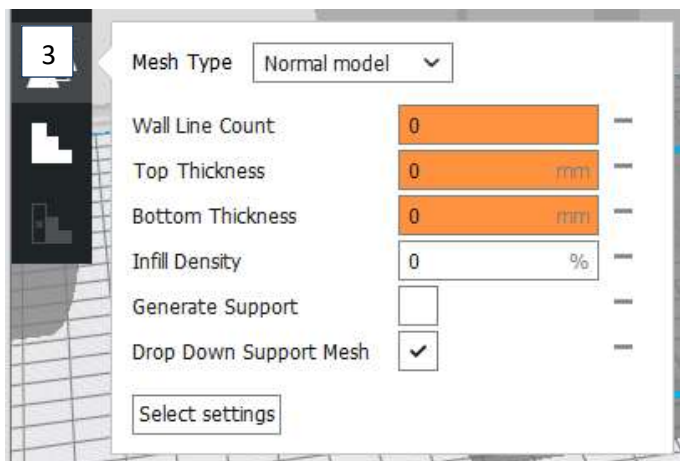 3
Mesh Type Normal model
Wall Line Count 0
Top Thickness 0 mm
Bottom Thickness 0 mm
Infill Density 0 %
Generate Support
Drop Down Support Mesh
Select settings